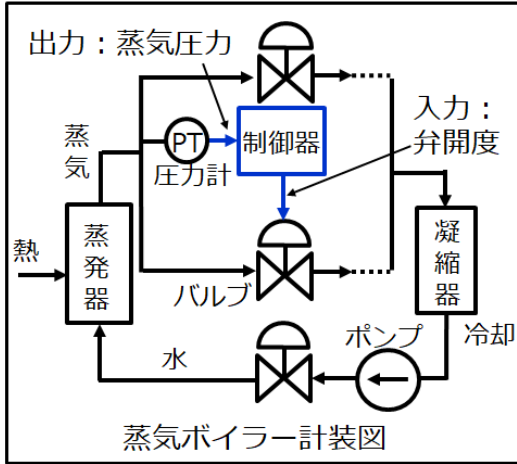 出力：蒸気圧力
入力：
弁開度
蒸気
PT
制御器
圧力計
熱
蒸発器
バルブ
凝縮器
ポンプ
冷却
水
蒸気ボイラー計装図